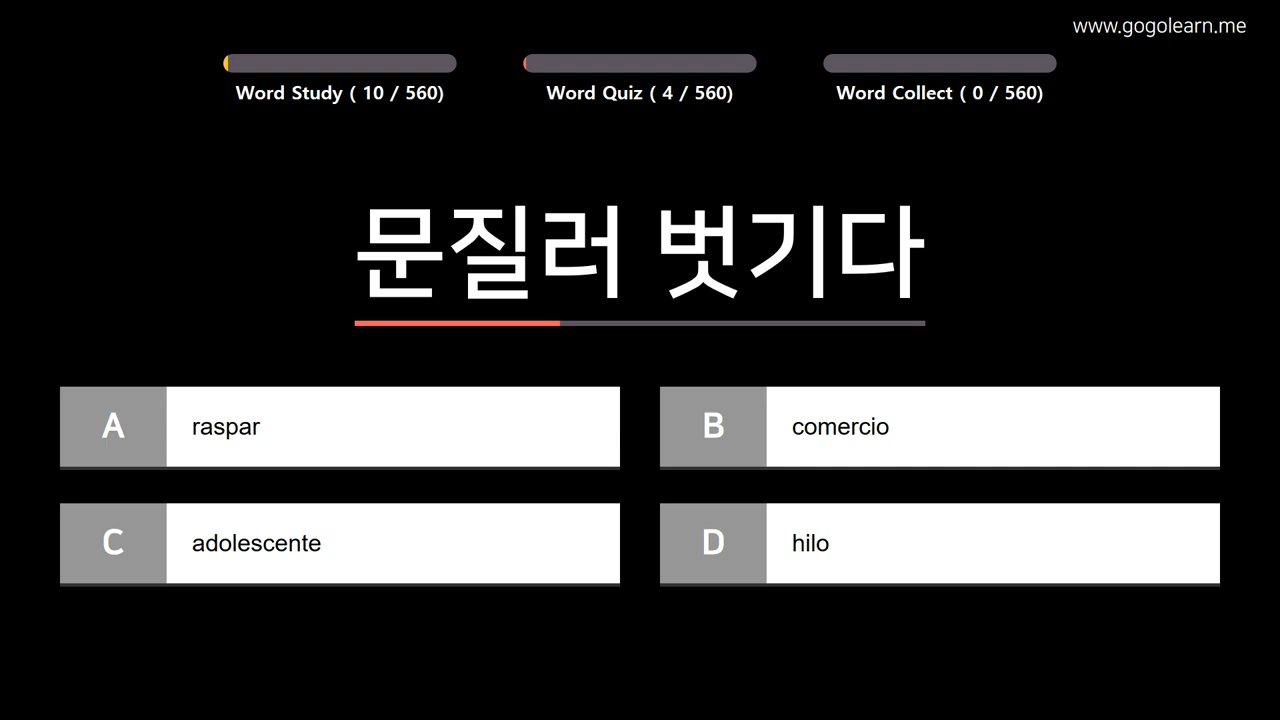 www.gogolearn.me
Word Study ( 10 / 560)
Word Quiz ( 4 / 560)
Word Collect ( 0 / 560)
문질러 벗기다
A raspar
B comercio
C adolescente
D hilo